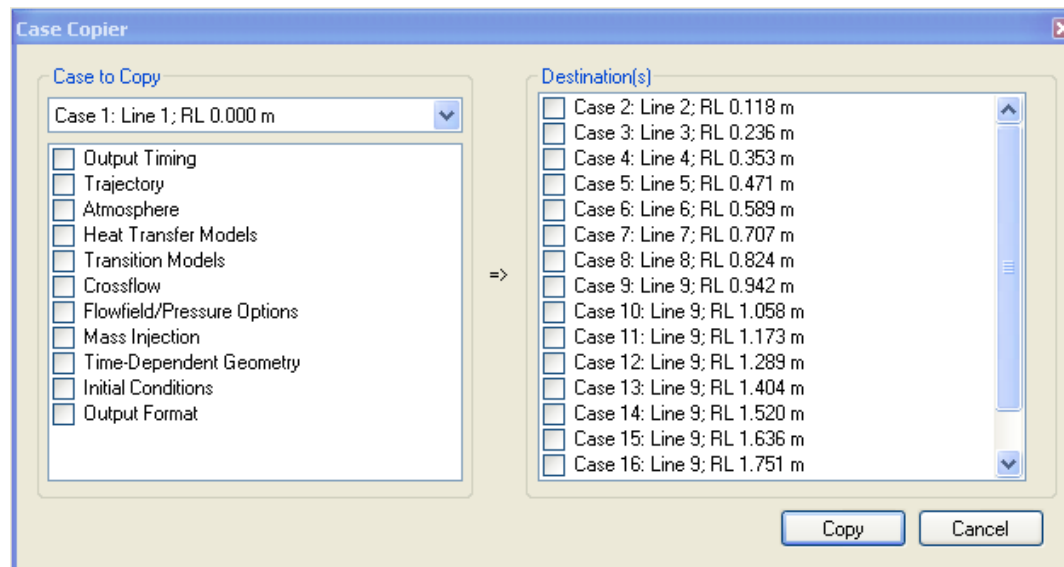 Case Copier
Case to Copy
Case 1: Line 1; RL 0.000 m
Output Timing
Trajectory
Atmosphere
Heat Transfer Models
Transition Models
Crossflow
Flowfield/Pressure Options
Mass Injection
Time-Dependent Geometry
Initial Conditions
Output Format
=>
Destination(s)
Case 2: Line 2; RL 0.118 m
Case 3: Line 3; RL 0.236 m
Case 4: Line 4; RL 0.353 m
Case 5: Line 5; RL 0.471 m
Case 6: Line 6; RL 0.589 m
Case 7: Line 7; RL 0.707 m
Case 8: Line 8; RL 0.824 m
Case 9: Line 9; RL 0.942 m
Case 10: Line 9; RL 1.058 m
Case 11: Line 9; RL 1.173 m
Case 12: Line 9; RL 1.289 m
Case 13: Line 9; RL 1.404 m
Case 14: Line 9; RL 1.520 m
Case 15: Line 9; RL 1.636 m
Case 16: Line 9; RL 1.751 m
Copy
Cancel